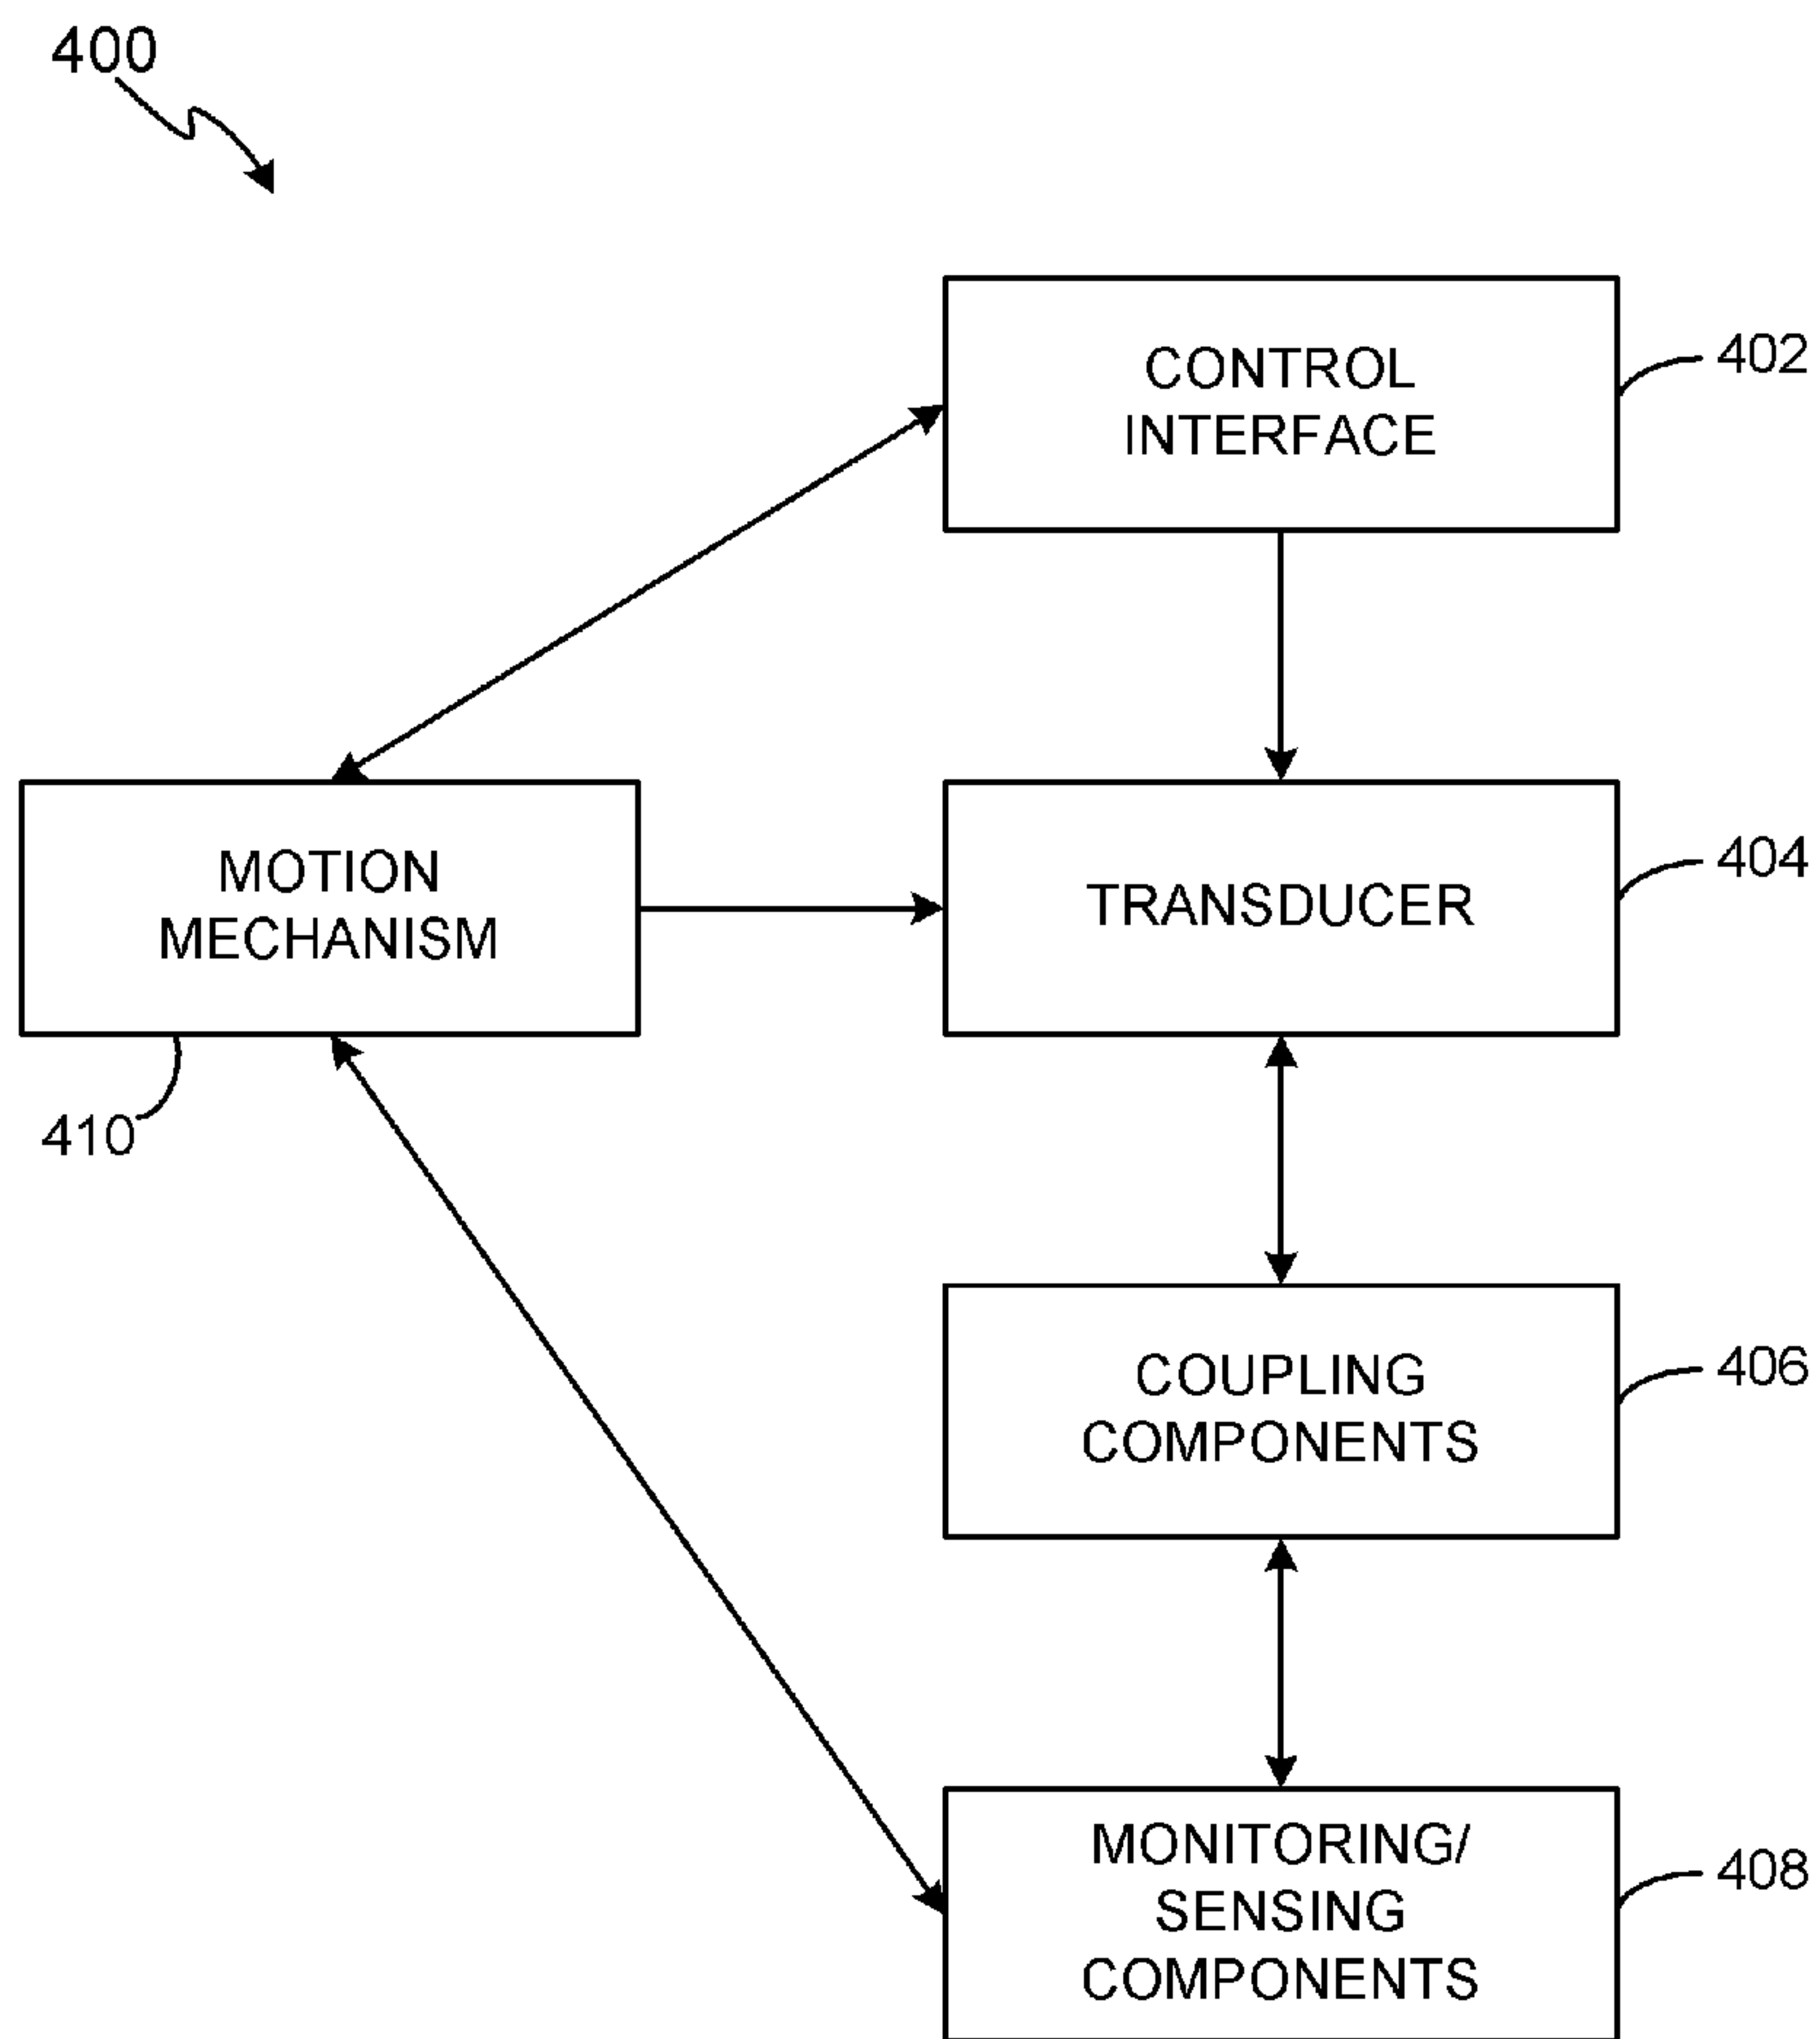 400
CONTROL
INTERFACE
402
MOTION
MECHANISM
410
TRANSDUCER
404
COUPLING
COMPONENTS
406
MONITORING/
SENSING
COMPONENTS
408